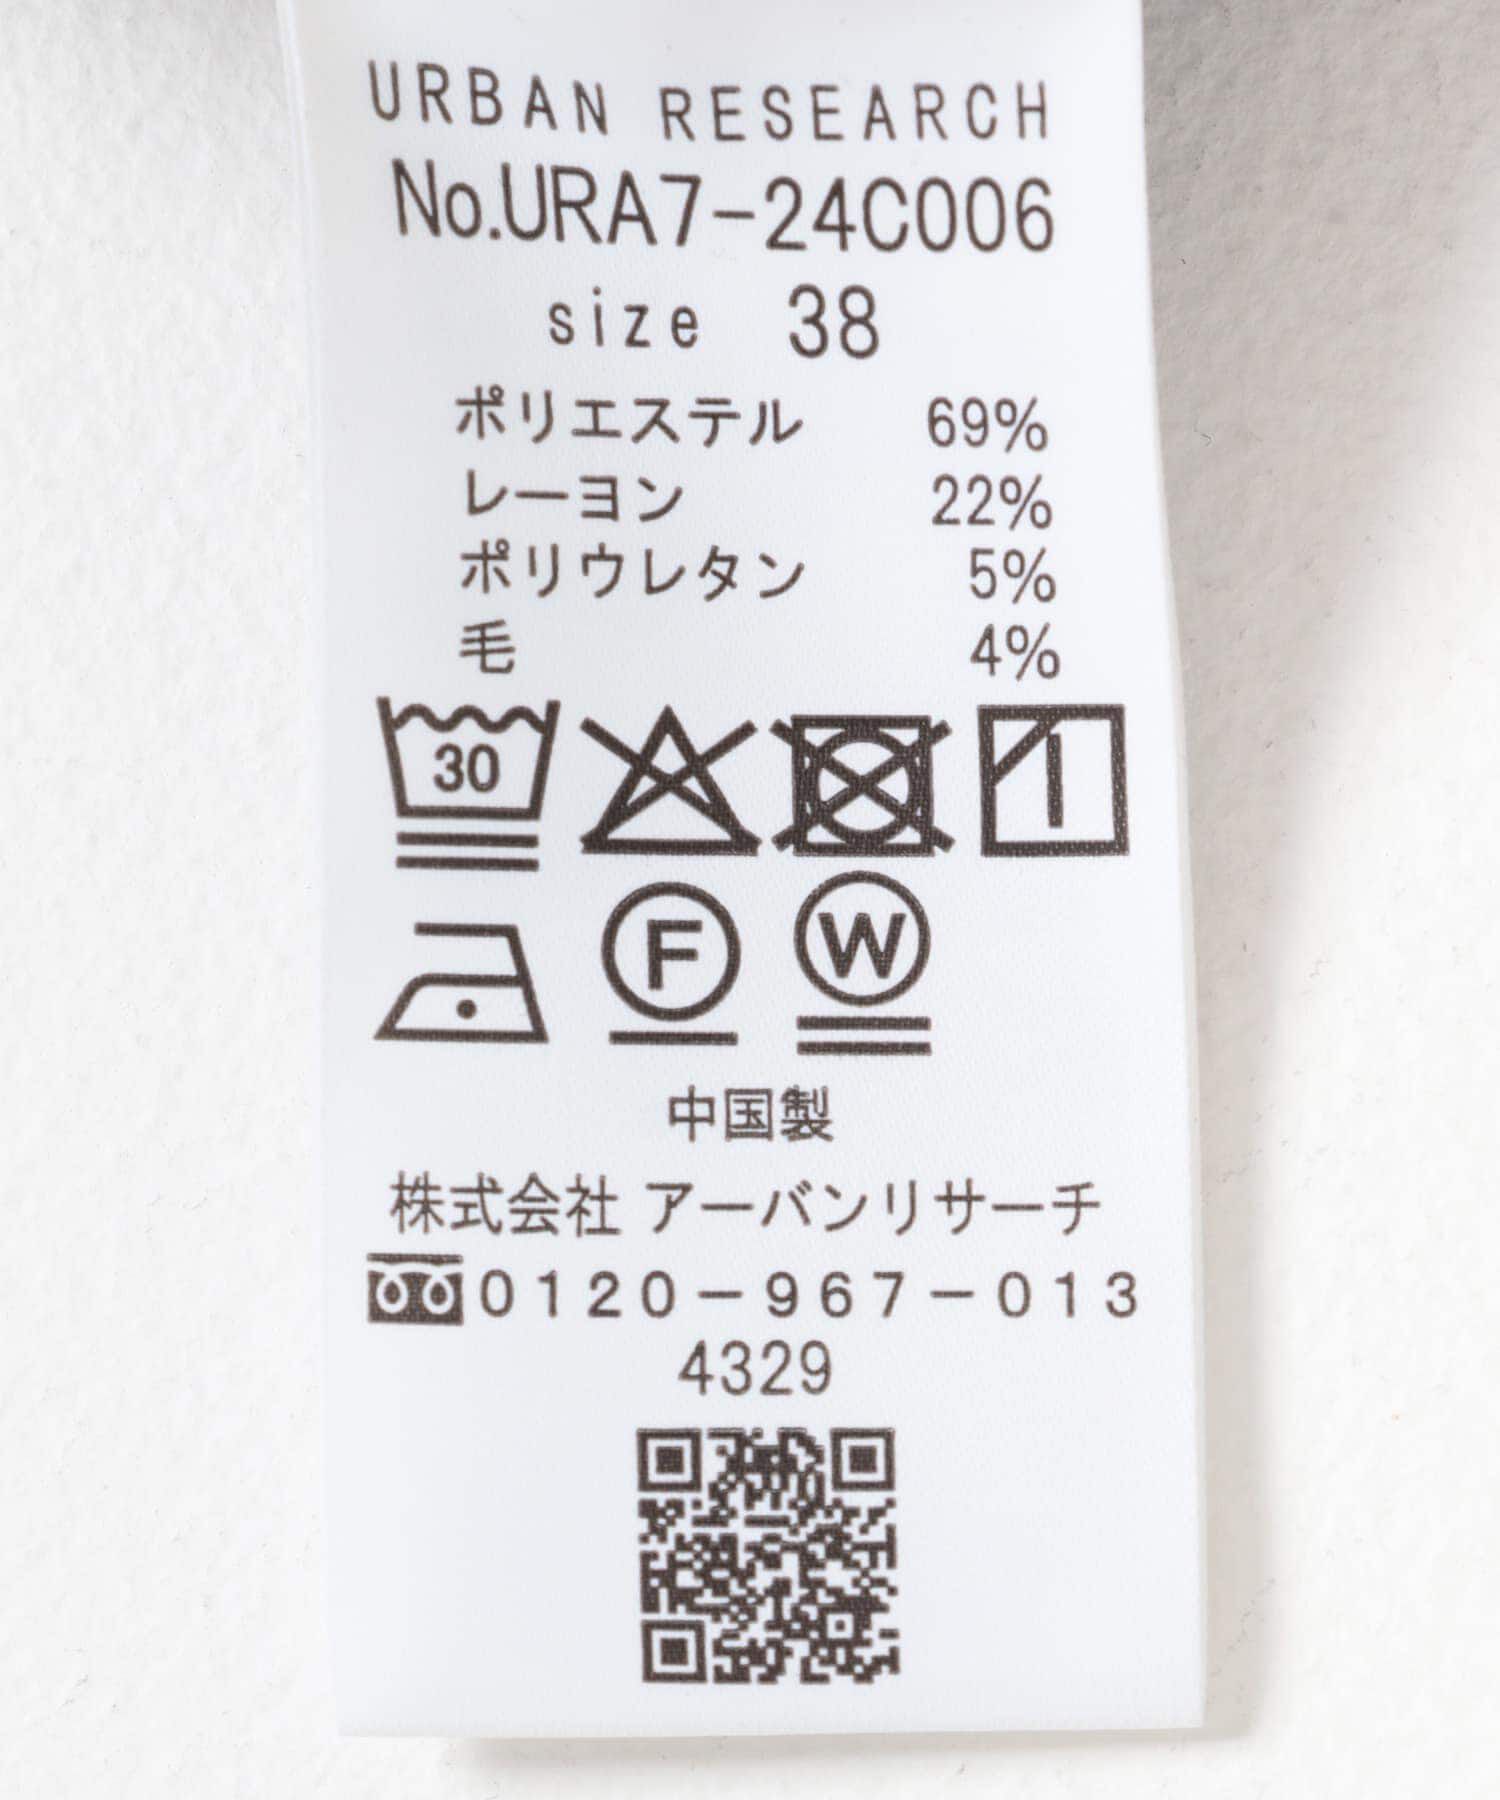 URBAN RESEARCH
No.URA7-24C006
size 38
ポリエステル 69%
レーヨン 22%
ポリウレタン 5%
毛 4%
30
F W
中国製
株式会社 アーバンリサーチ
0120-967-013
4329